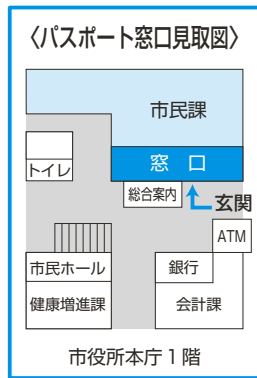 〈パスポート窓口見取図〉
市民課
トイレ
窓 口
総合案内
玄関
ATM
市民ホール
銀行
健康増進課
会計課
市役所本庁１階